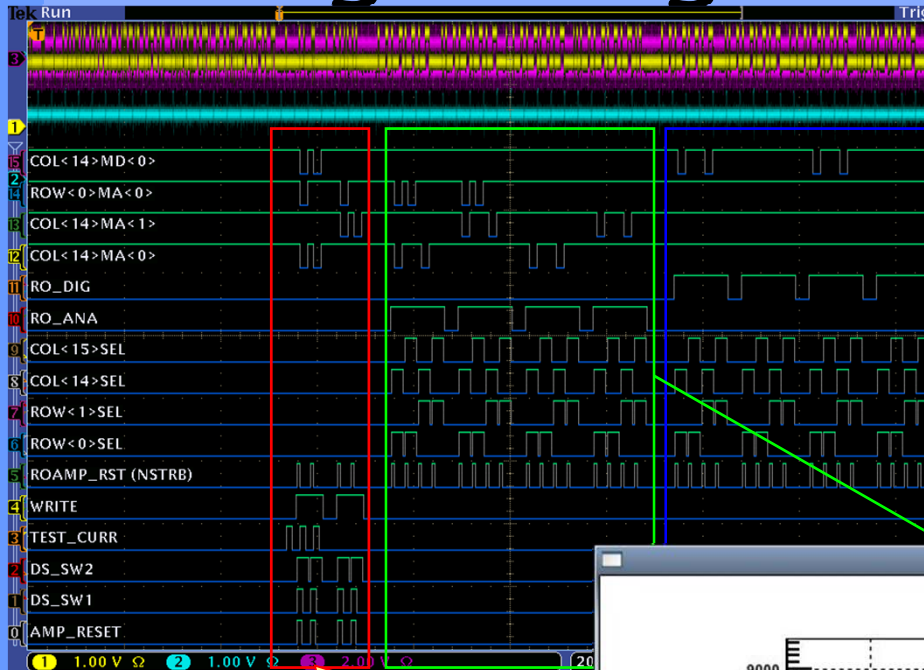 Tek Run Tri
T
3
1
15 COL<14>MD<0>
2
14 ROW<0>MA<0>
13 COL<14>MA<1>
12 COL<14>MA<0>
11 RO_DIG
10 RO_ANA
9 COL<15>SEL
8 COL<14>SEL
7 ROW<1>SEL
6 ROW<0>SEL
5 ROAMP_RST (NSTRB)
4 WRITE
3 TEST_CURR
2 DS_SW2
1 DS_SW1
0 AMP_RESET
1 1.00 V Ω 2 1.00 V Ω 3 2.00 V Ω 20